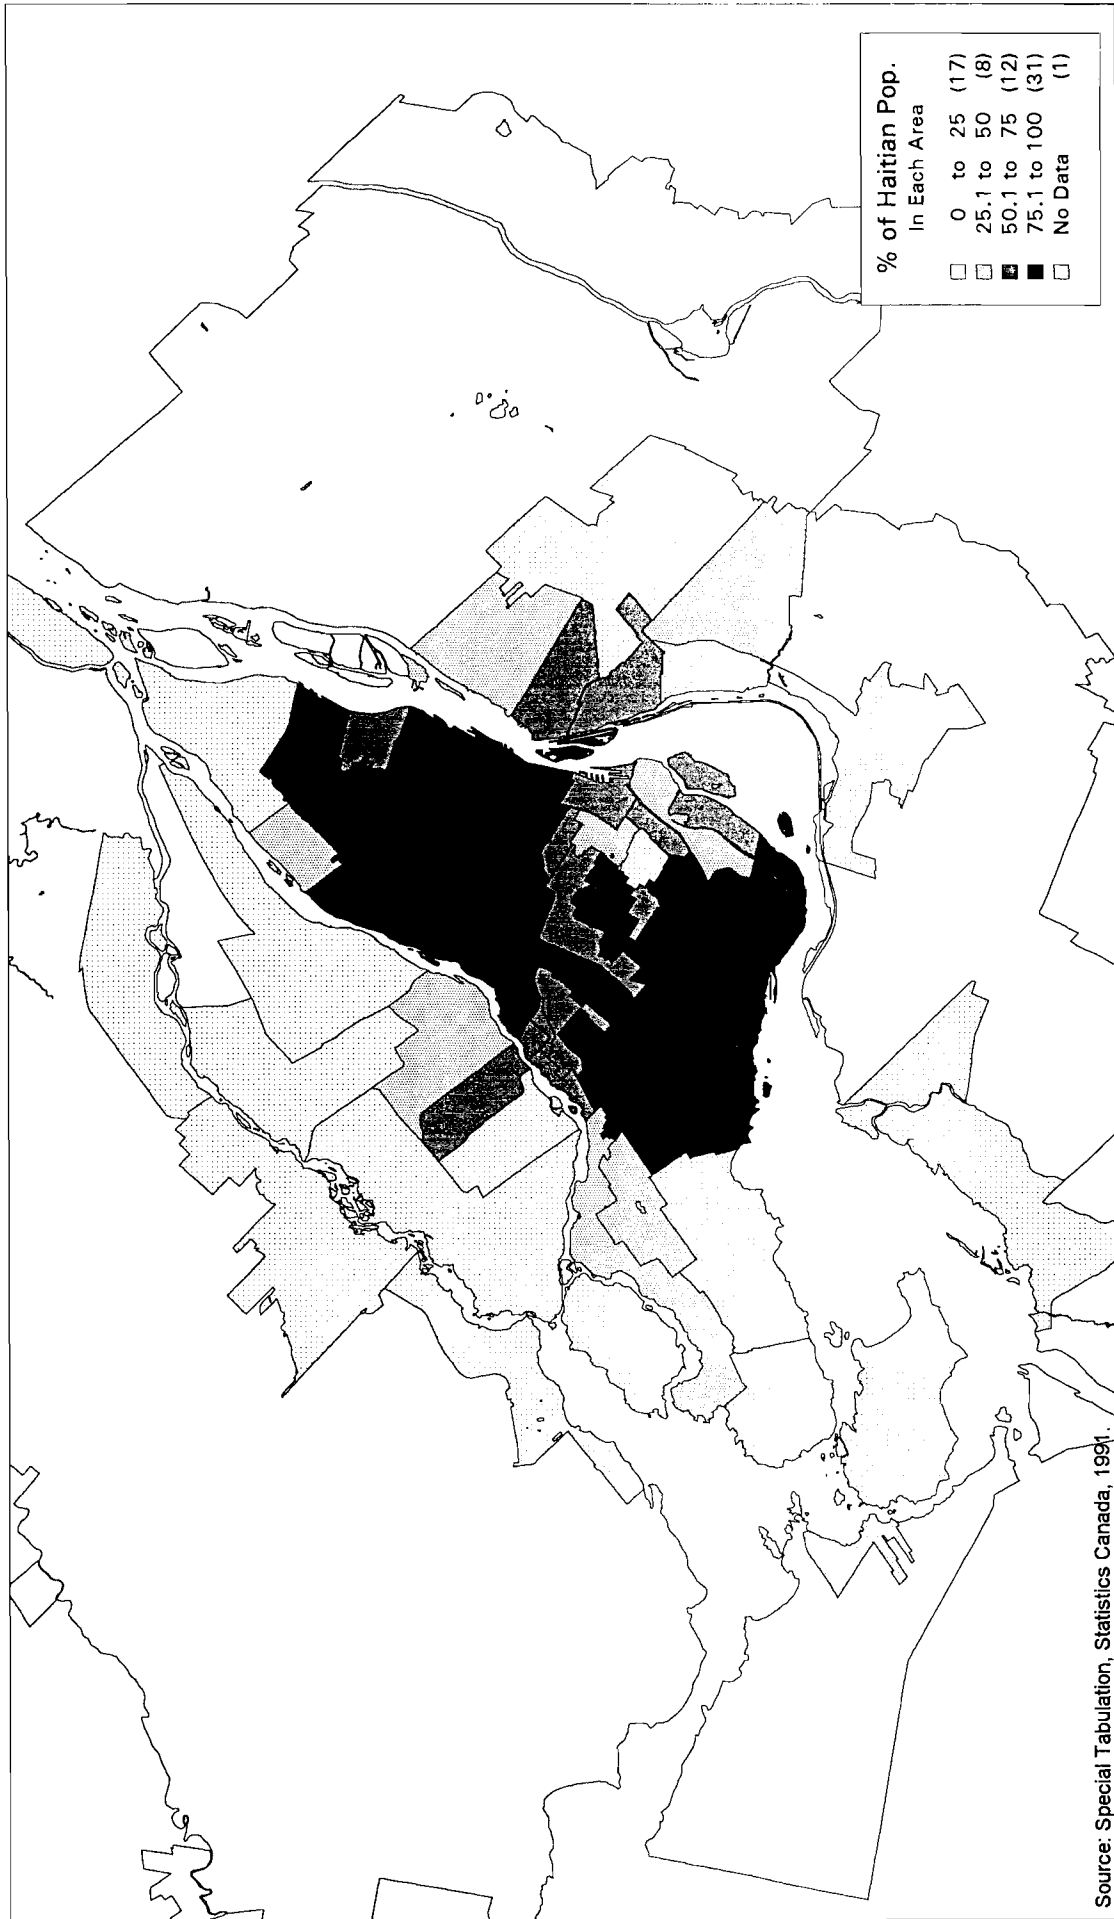 % of Haitian Pop.
In Each Area
0 to 25 (17)
25.1 to 50 (8)
50.1 to 75 (12)
75.1 to 100 (31)
No Data (1)
Source: Special Tabulation, Statistics Canada, 1991.